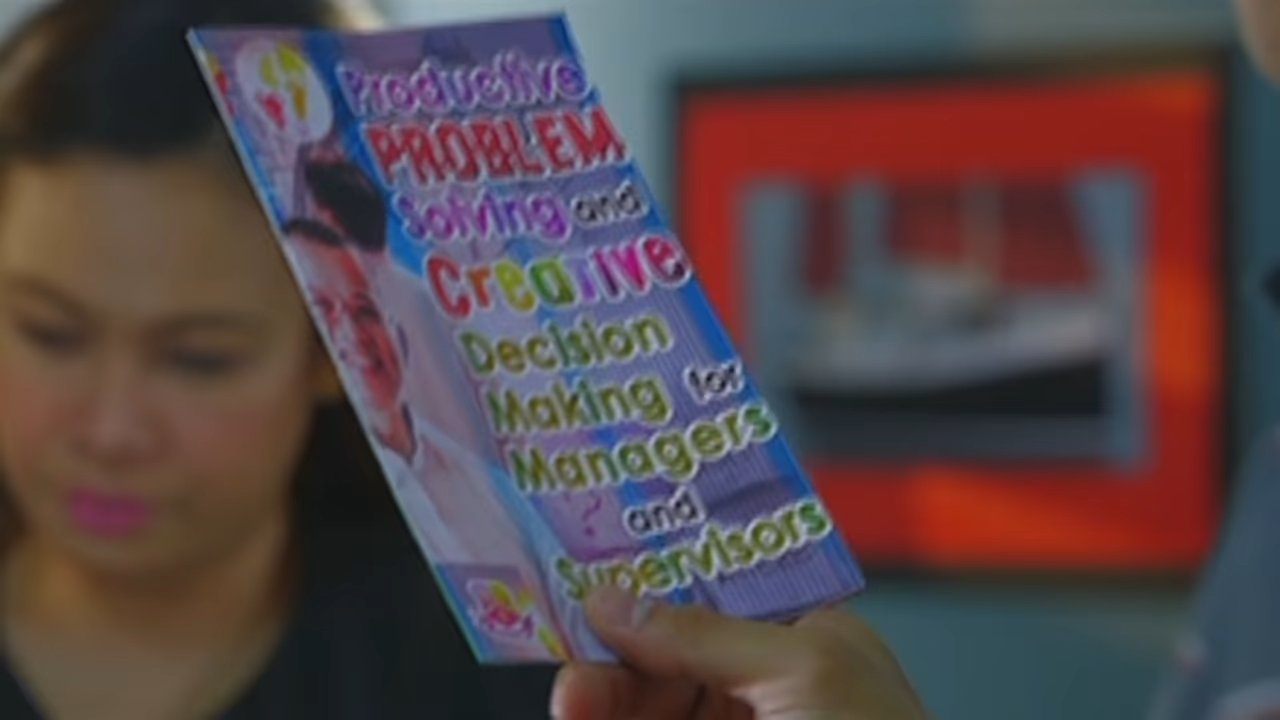 Productive
PROBLEM
Solving and
Creative
Decision
Making for
Managers
and
Supervisors